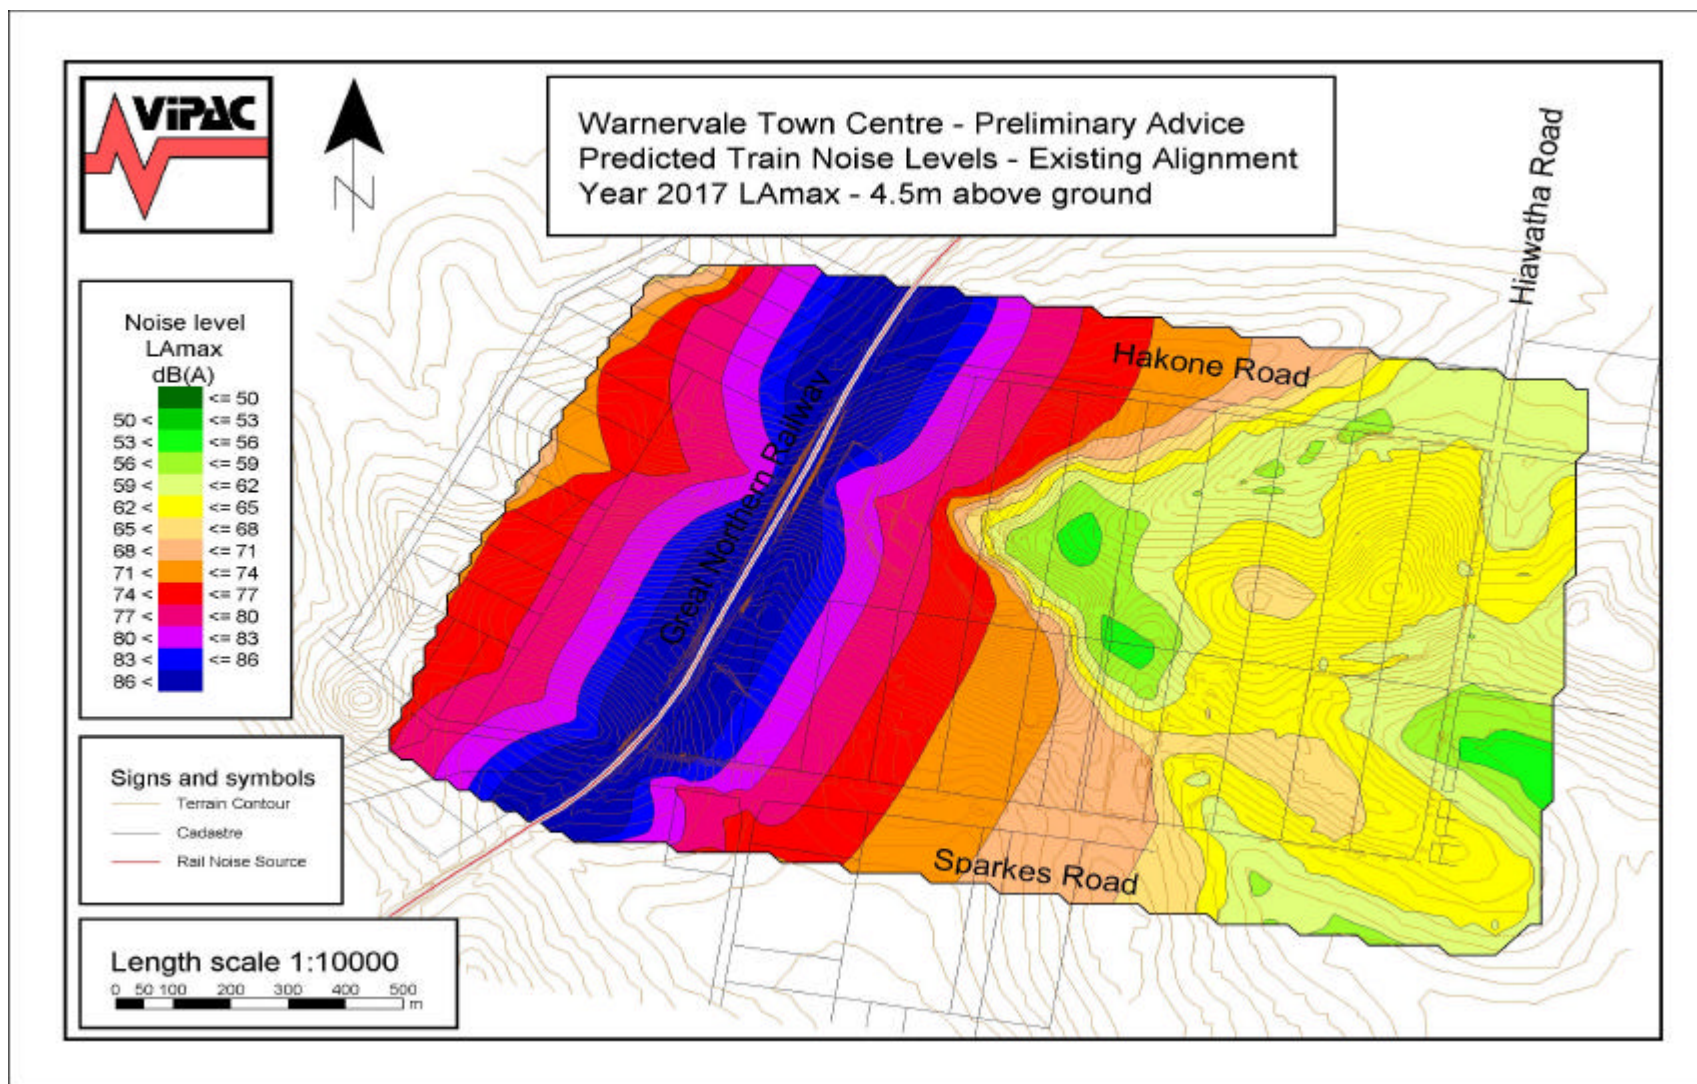 ViPAC
N
Warnervale Town Centre - Preliminary Advice
Predicted Train Noise Levels - Existing Alignment
Year 2017 LAmax - 4.5m above ground
Hiawatha Road
Hakone Road
Great Northern Railway
Sparkes Road
Noise level
LAmax
dB(A)
<= 50
50 < <= 53
53 < <= 56
56 < <= 59
59 < <= 62
62 < <= 65
65 < <= 68
68 < <= 71
71 < <= 74
74 < <= 77
77 < <= 80
80 < <= 83
83 < <= 86
86 <
Signs and symbols
Terrain Contour
Cadastre
Rail Noise Source
Length scale 1:10000
0 50 100 200 300 400 500
m